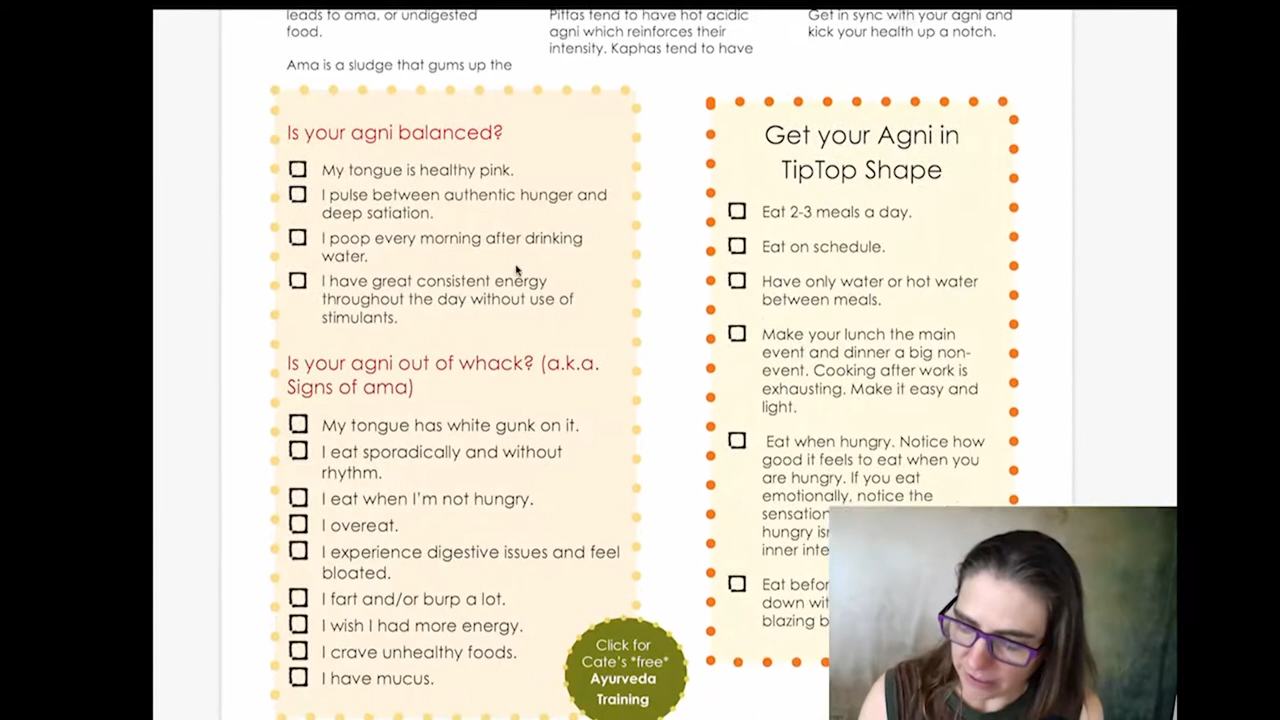 leads to ama, or undigested
food.
Ama is a sludge that gums up the
Pittas tend to have hot acidic
agni which reinforces their
intensity. Kaphas tend to have
Get in sync with your agni and
kick your health up a notch.
Is your agni balanced?
My tongue is healthy pink.
I pulse between authentic hunger and
deep satiation.
I poop every morning after drinking
water.
I have great consistent energy
throughout the day without use of
stimulants.
Is your agni out of whack? (a.k.a.
Signs of ama)
My tongue has white gunk on it.
I eat sporadically and without
rhythm.
I eat when I'm not hungry.
I overeat.
I experience digestive issues and feel
bloated.
I fart and/or burp a lot.
I wish I had more energy.
I crave unhealthy foods.
I have mucus.
Click for
Cate's *free*
Ayurveda
Training
Get your Agni in
TipTop Shape
Eat 2-3 meals a day.
Eat on schedule.
Have only water or hot water
between meals.
Make your lunch the main
event and dinner a big non-
event. Cooking after work is
exhausting. Make it easy and
light.
Eat when hungry. Notice how
good it feels to eat when you
are hungry. If you eat
emotionally, notice the
sensation
hungry
inner
Eat
down
blazing